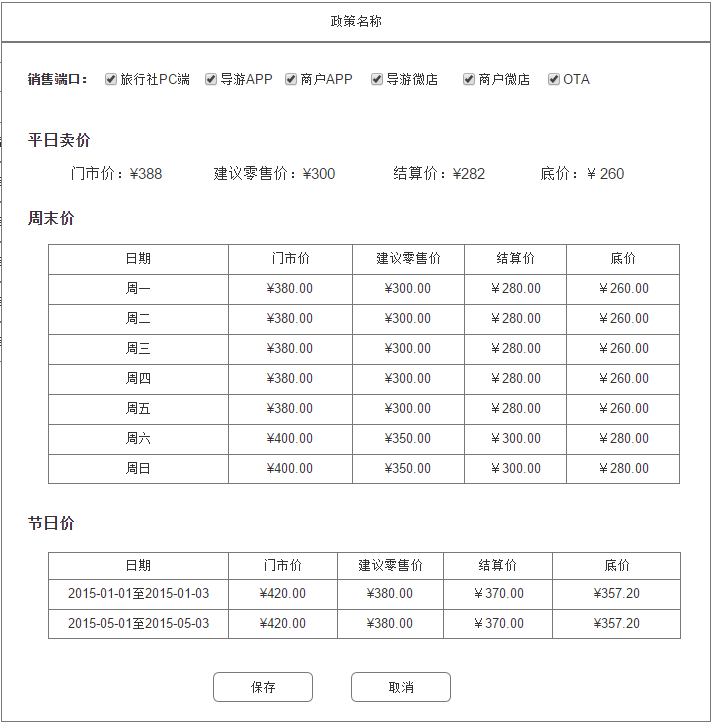 政策名称
销售端口： 旅行社PC端 导游APP 商户APP 导游微店 商户微店 OTA
平日卖价
门市价：¥388 建议零售价：¥300 结算价：¥282 底价：¥ 260
周末价
日期 门市价 建议零售价 结算价 底价
周一 ¥380.00 ¥300.00 ¥280.00 ¥260.00
周二 ¥380.00 ¥300.00 ¥280.00 ¥260.00
周三 ¥380.00 ¥300.00 ¥280.00 ¥260.00
周四 ¥380.00 ¥300.00 ¥280.00 ¥260.00
周五 ¥380.00 ¥300.00 ¥280.00 ¥260.00
周六 ¥400.00 ¥350.00 ¥300.00 ¥280.00
周日 ¥400.00 ¥350.00 ¥300.00 ¥280.00
节日价
日期 门市价 建议零售价 结算价 底价
2015-01-01至2015-01-03 ¥420.00 ¥380.00 ¥370.00 ¥357.20
2015-05-01至2015-05-03 ¥420.00 ¥380.00 ¥370.00 ¥357.20
保存 取消